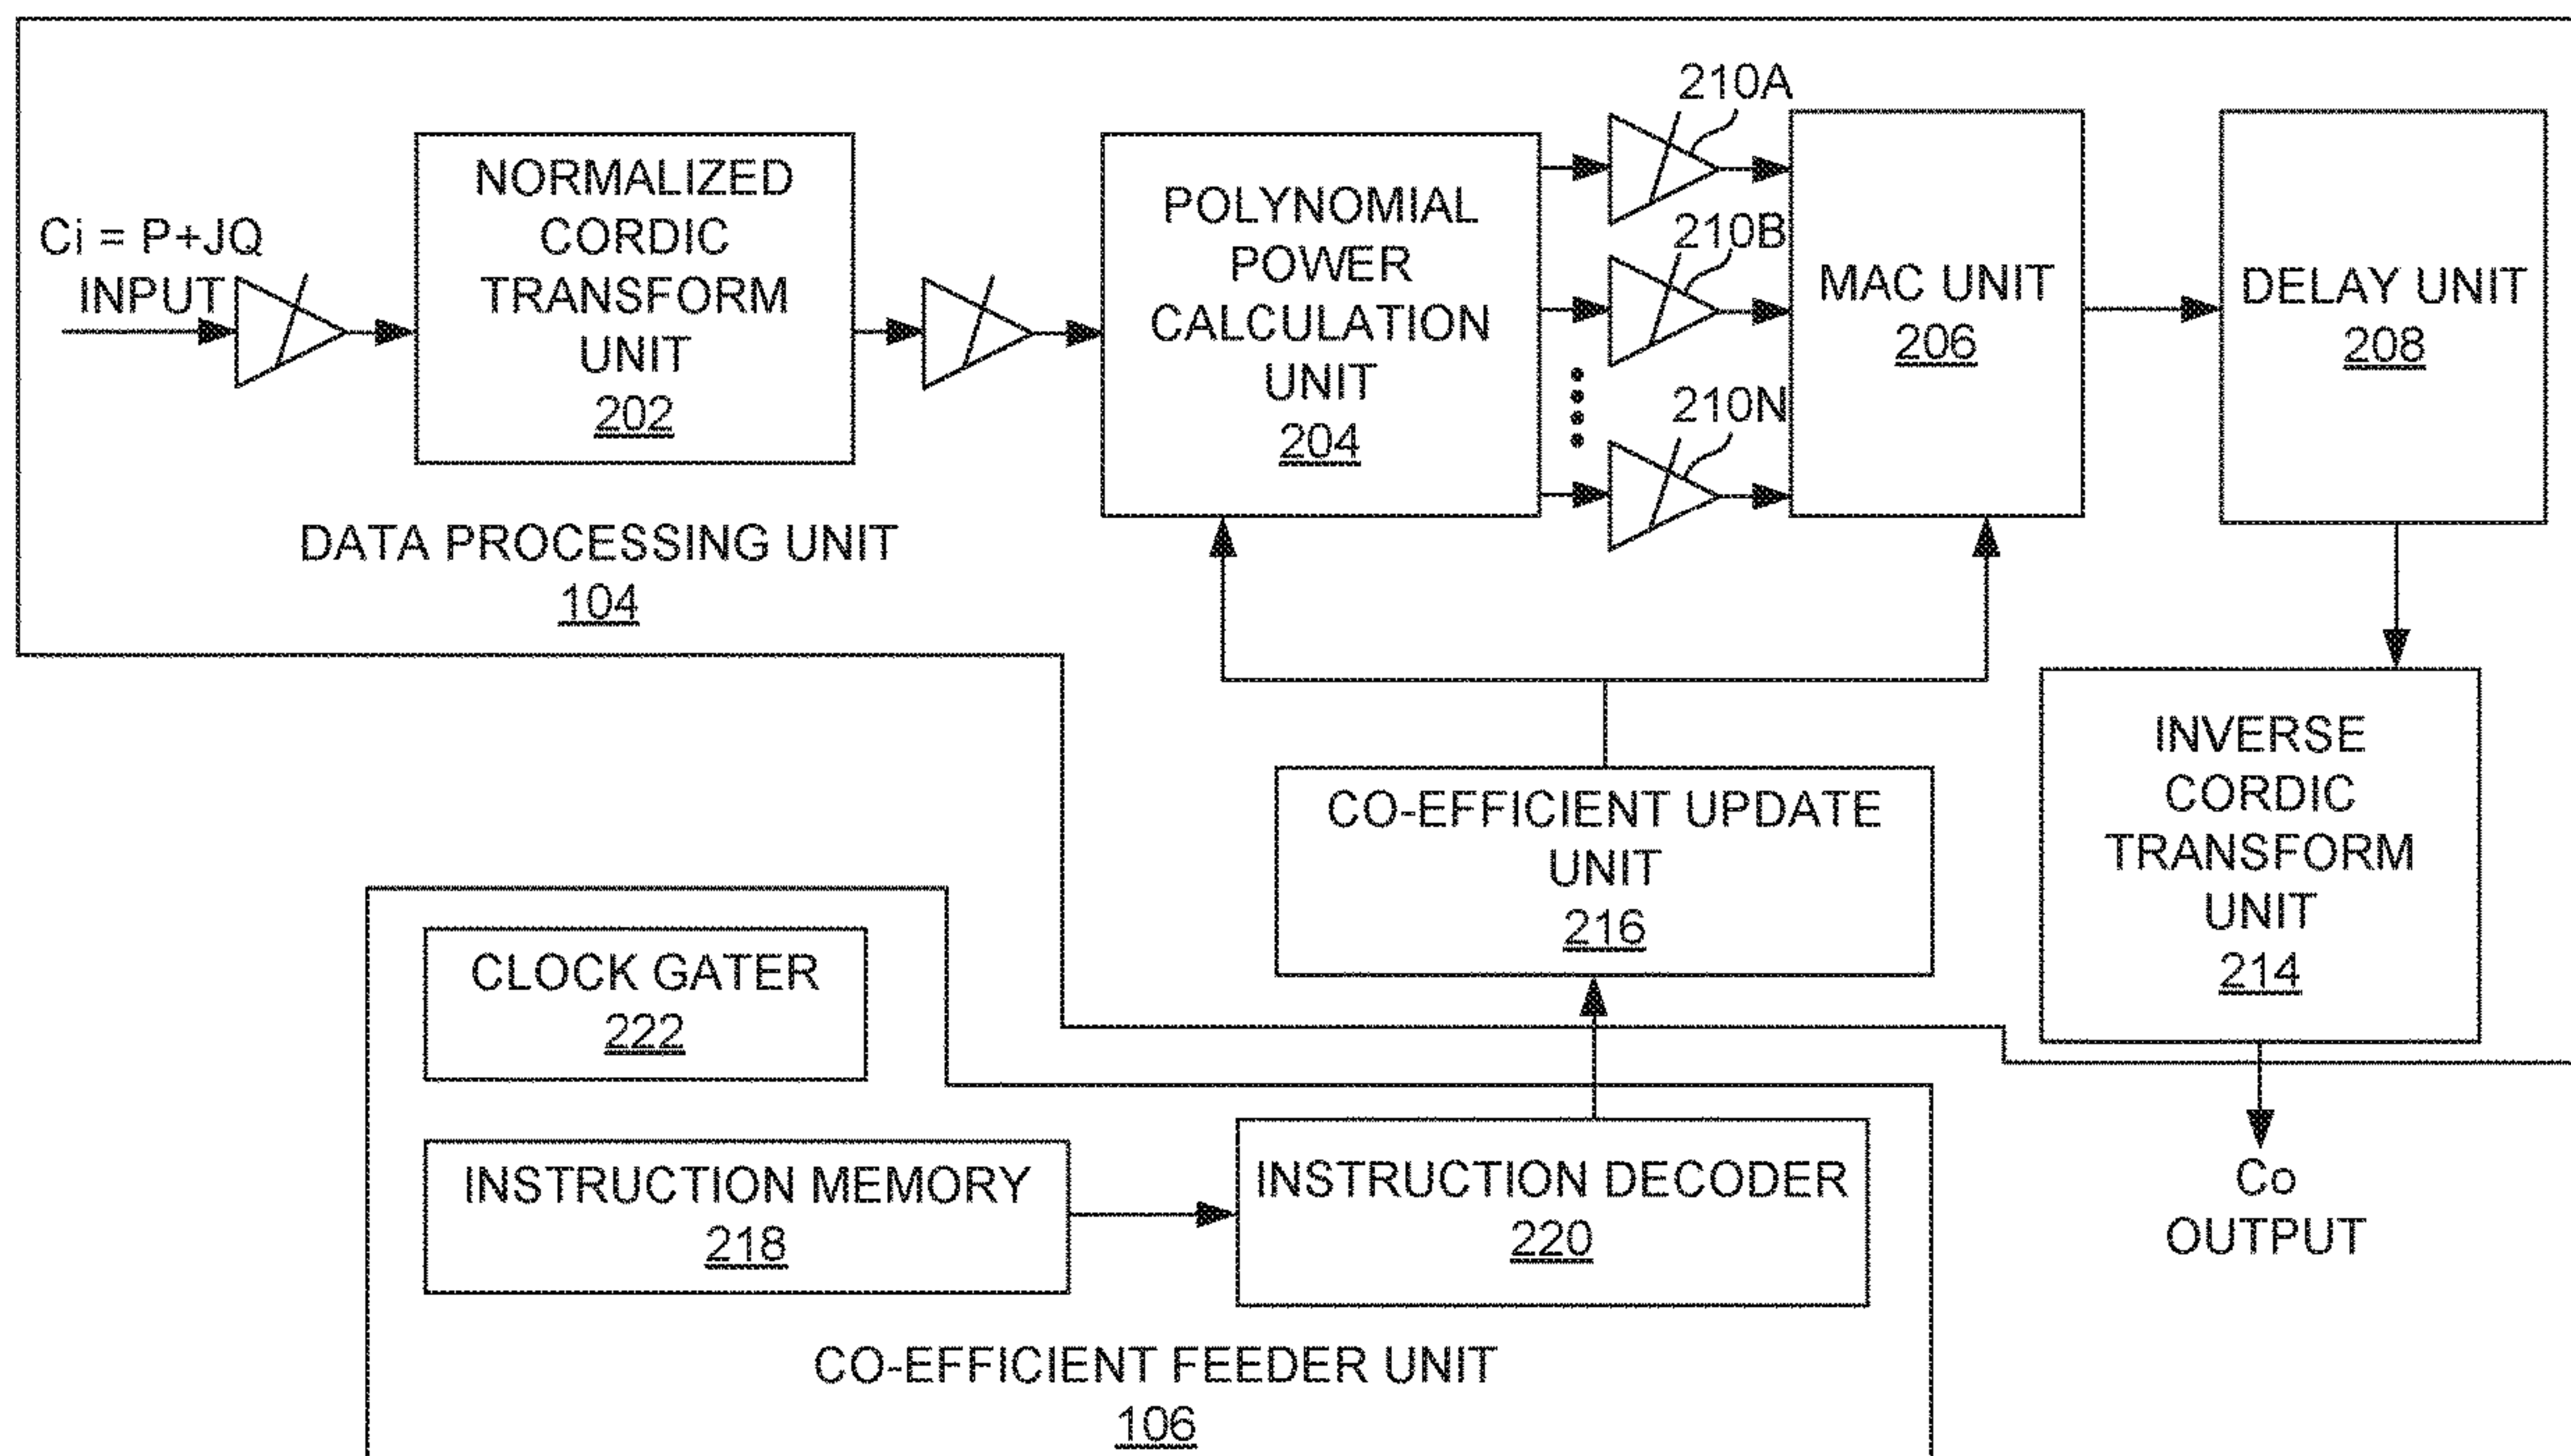 Ci = P+JQ
INPUT
NORMALIZED
CORDIC
TRANSFORM
UNIT
202
POLYNOMIAL
POWER
CALCULATION
UNIT
204
210A
210B
210N
MAC UNIT
206
DELAY UNIT
208
DATA PROCESSING UNIT
104
CO-EFFICIENT UPDATE
UNIT
216
INVERSE
CORDIC
TRANSFORM
UNIT
214
CLOCK GATER
222
INSTRUCTION MEMORY
218
INSTRUCTION DECODER
220
Co
OUTPUT
CO-EFFICIENT FEEDER UNIT
106